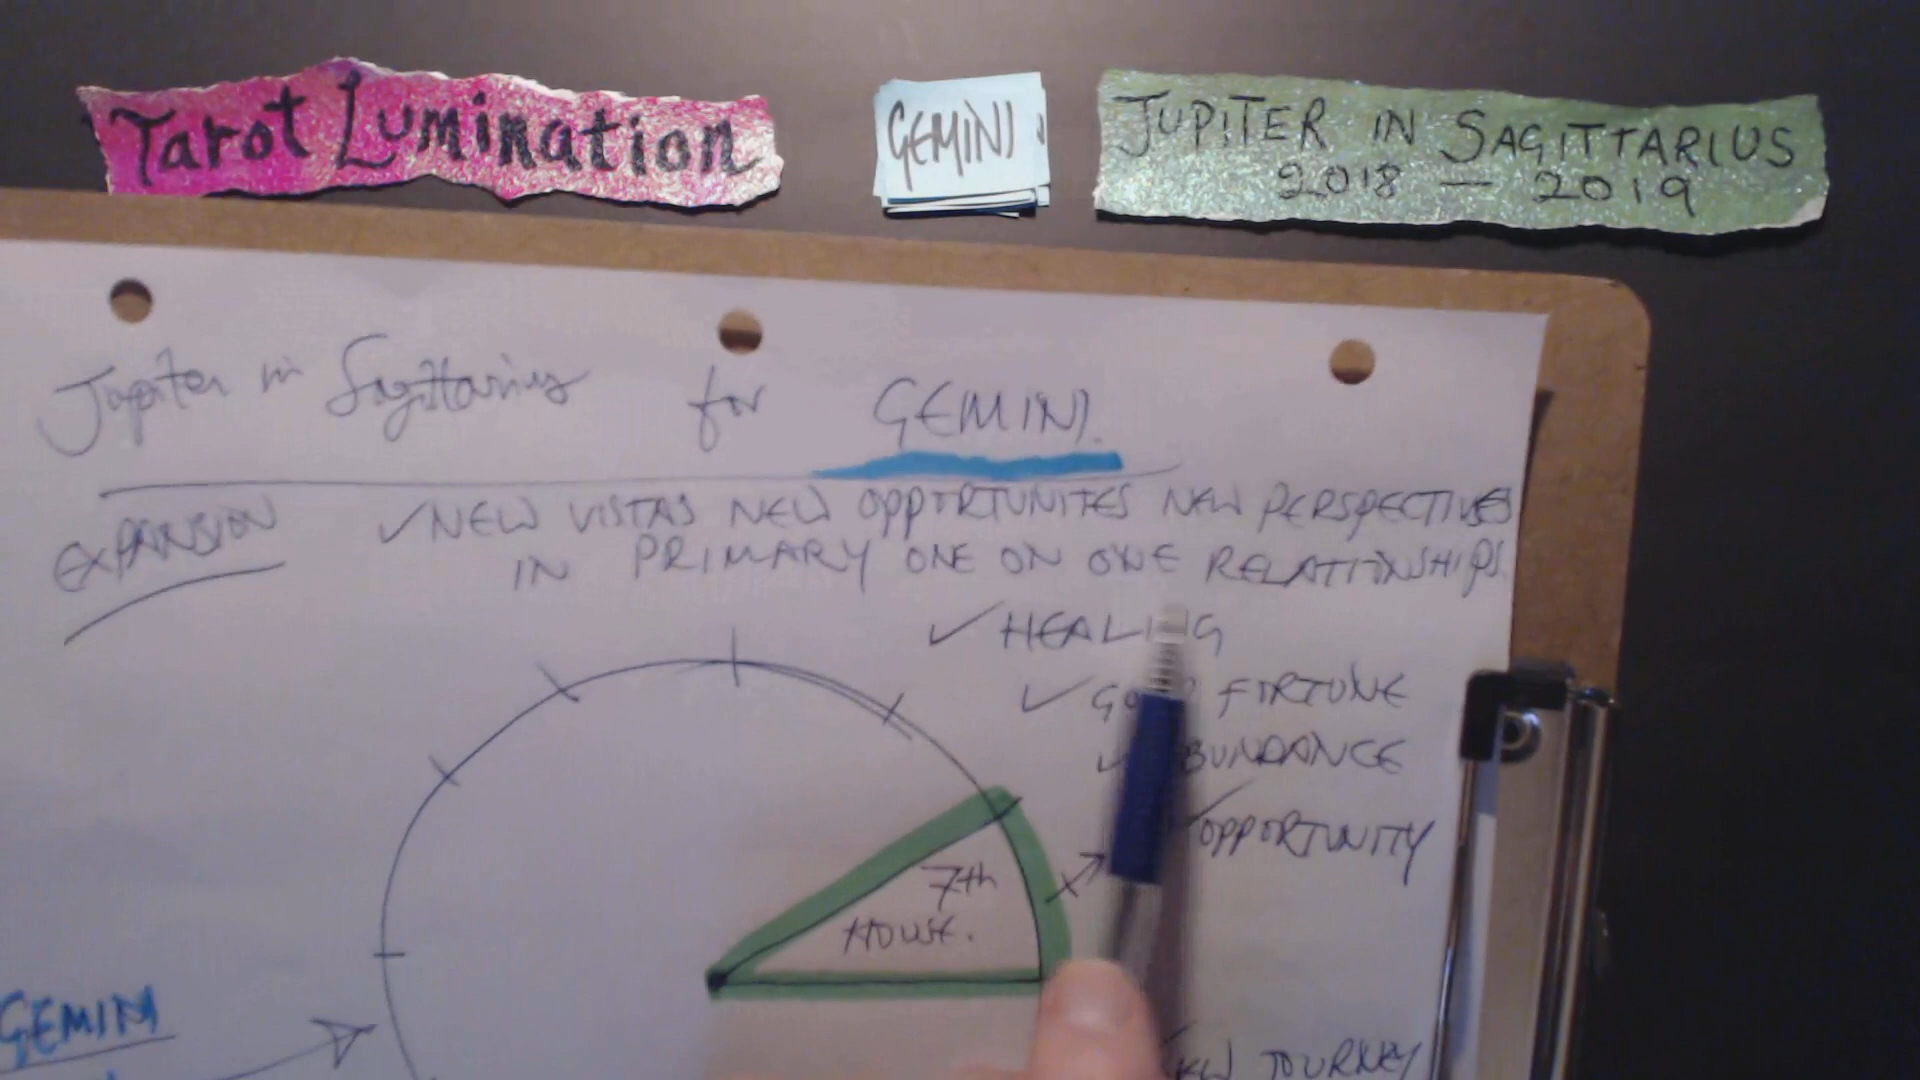 Tarot Lumination
GEMINI
JUPITER IN SAGITTARIUS
2018 — 2019
Jupiter in Sagittarius for GEMINI.
EXPANSION ✓NEW VISTAS NEW OPPORTUNITES NEW PERSPECTIVES
IN PRIMARY ONE ON ONE RELATIONSHIPS.
✓HEALING
✓ FORTUNE
✓OPPORTUNITY
7th
HOUSE.
GEMINI
JOURNEY